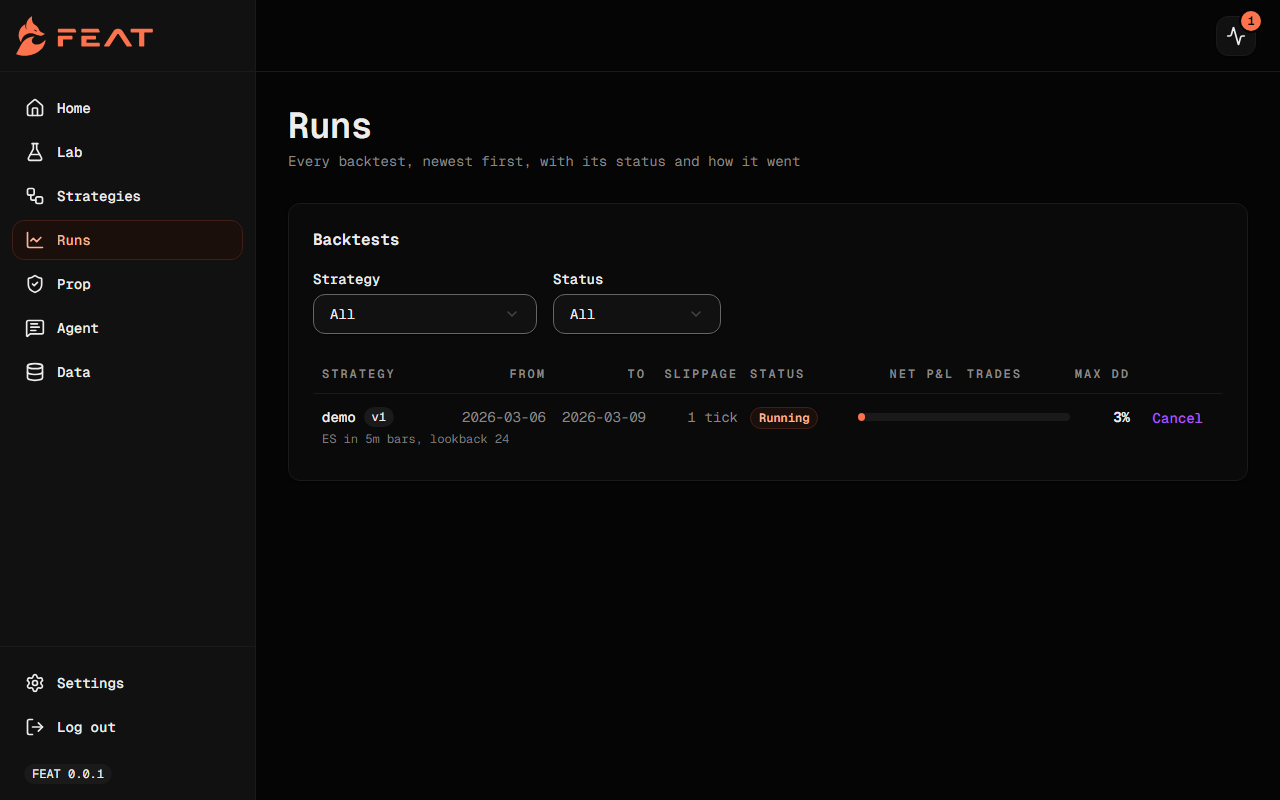 FEAT
1
Home
Lab
Strategies
Runs
Prop
Agent
Data
Settings
Log out
FEAT 0.0.1
Runs
Every backtest, newest first, with its status and how it went
Backtests
Strategy Status
All All
STRATEGY FROM TO SLIPPAGE STATUS NET P&L TRADES MAX DD
demo v1 2026-03-06 2026-03-09 1 tick Running 3% Cancel
ES in 5m bars, lookback 24